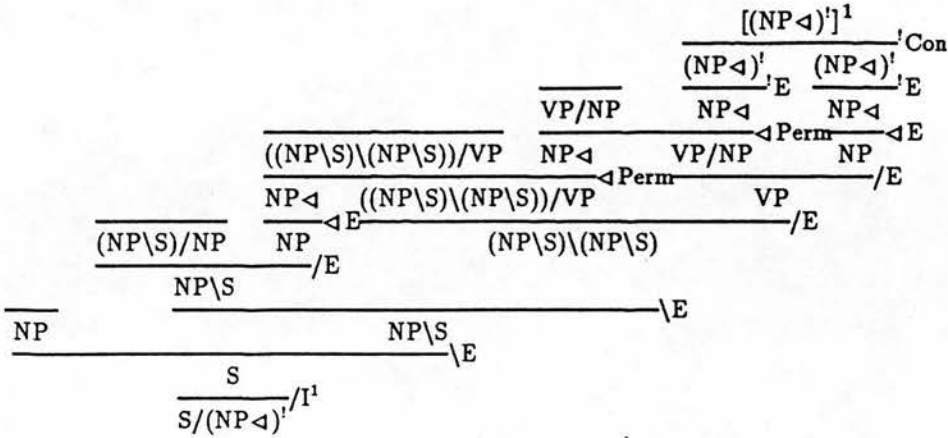 [(NP◁)!]¹
!Con
(NP◁)! (NP◁)!
!E !E
VP/NP NP◁ NP◁
◁Perm ◁E
((NP\S)\(NP\S))/VP NP◁ VP/NP NP
◁Perm /E
NP◁ ((NP\S)\(NP\S))/VP VP
◁E /E
(NP\S)/NP NP (NP\S)\(NP\S)
/E
NP\S
\E
NP NP\S
\E
S
/I¹
S/(NP◁)!